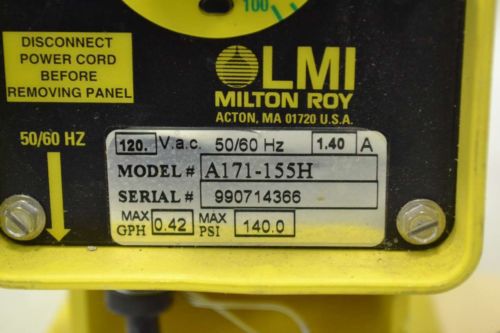 100
DISCONNECT
POWER CORD
BEFORE
REMOVING PANEL
LMI
MILTON ROY
ACTON, MA 01720 U.S.A.
50/60 HZ
120. V.a.c. 50/60 Hz 1.40 A
MODEL # A171-155H
SERIAL # 990714366
MAX GPH 0.42 MAX PSI 140.0